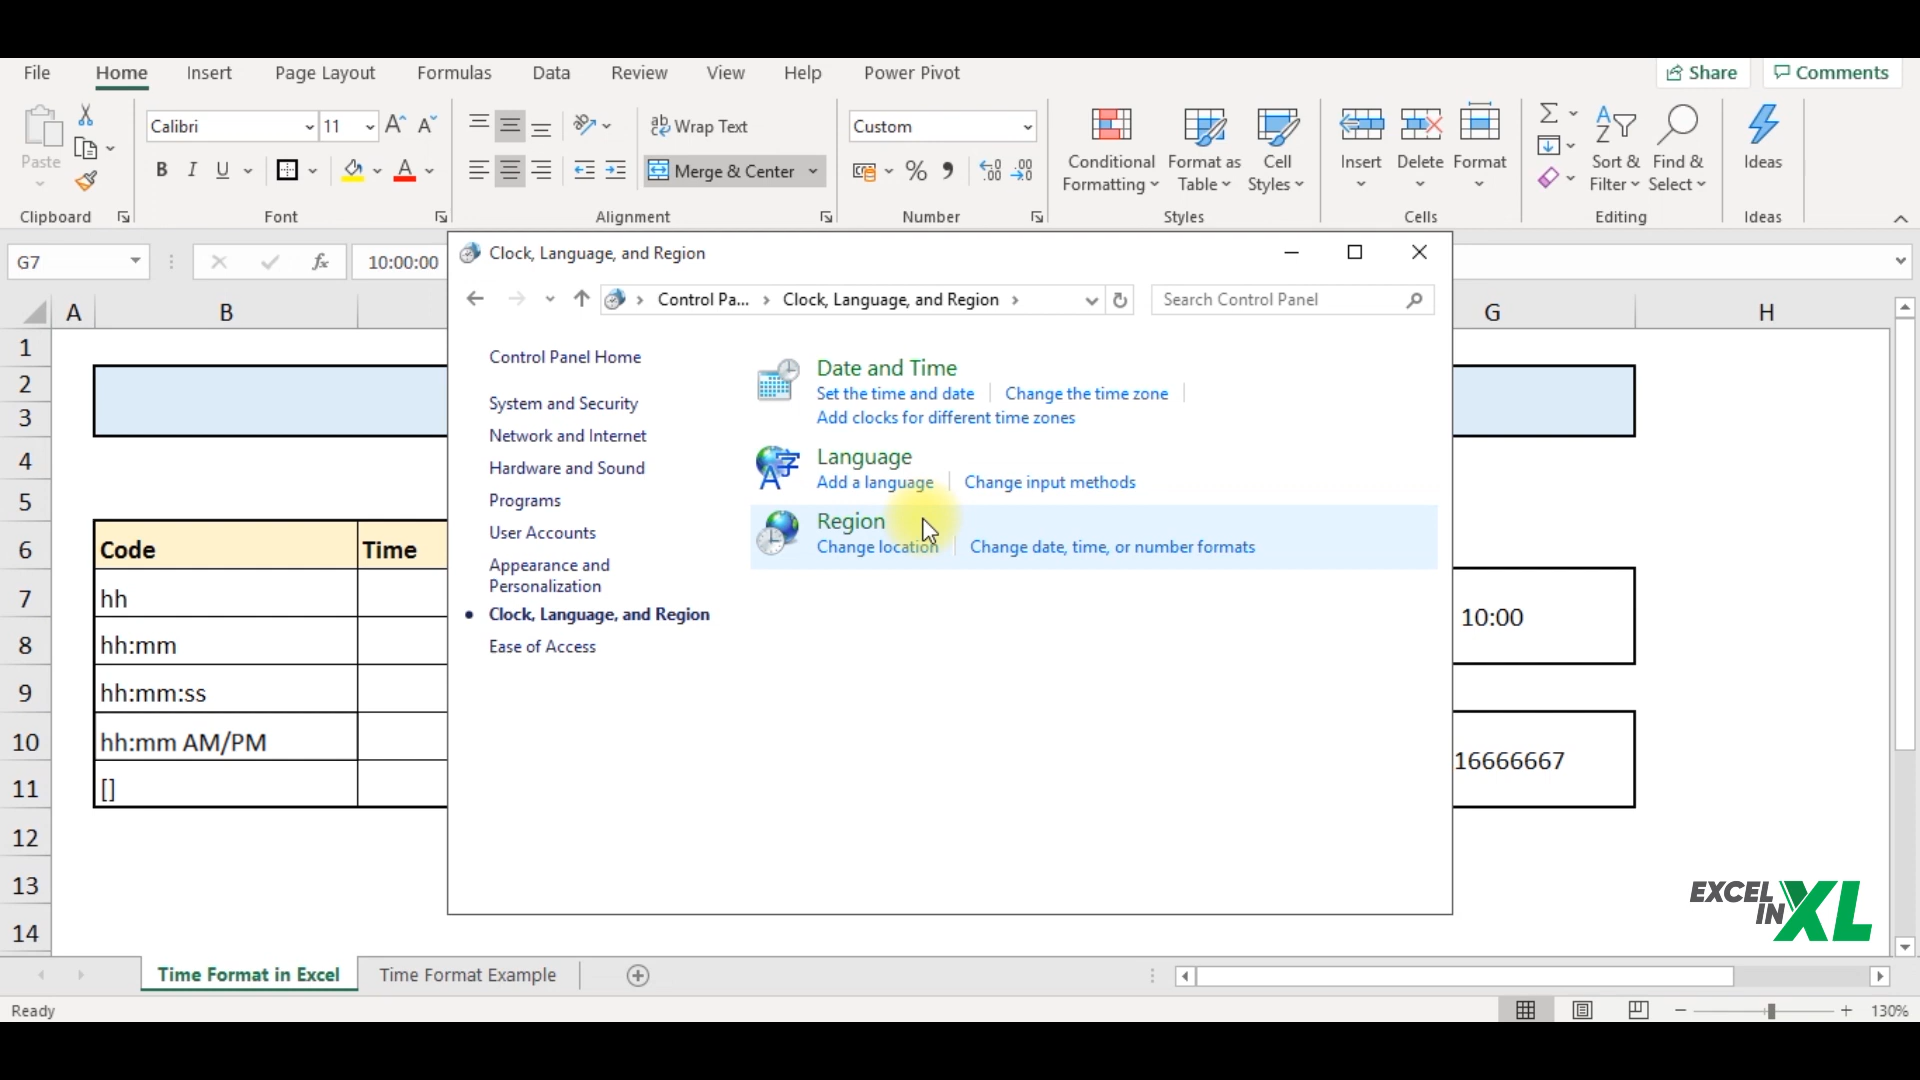 File Home Insert Page Layout Formulas Data Review View Help Power Pivot Share Comments
Paste
Clipboard
Calibri 11 A A
B I U A
Font
ab Wrap Text
Merge & Center
Alignment
Custom
% 9 .00 .00
Number
Conditional Formatting
Format as Table
Cell Styles
Styles
Insert Delete Format
Cells
Sort & Filter
Find & Select
Editing
Ideas
Ideas
G7 fx 10:00:00
A B G H
Clock, Language, and Region
Control Pa... Clock, Language, and Region Search Control Panel
Control Panel Home
System and Security
Network and Internet
Hardware and Sound
Programs
User Accounts
Appearance and
Personalization
Clock, Language, and Region
Ease of Access
Date and Time
Set the time and date Change the time zone
Add clocks for different time zones
Language
Add a language Change input methods
Region
Change location Change date, time, or number formats
1
2
3
4
5
6 Code Time
7 hh
10:00
8 hh:mm
9 hh:mm:ss
10 hh:mm AM/PM
16666667
11 []
12
13
14
EXCEL
IN XL
Time Format in Excel Time Format Example
Ready 130%